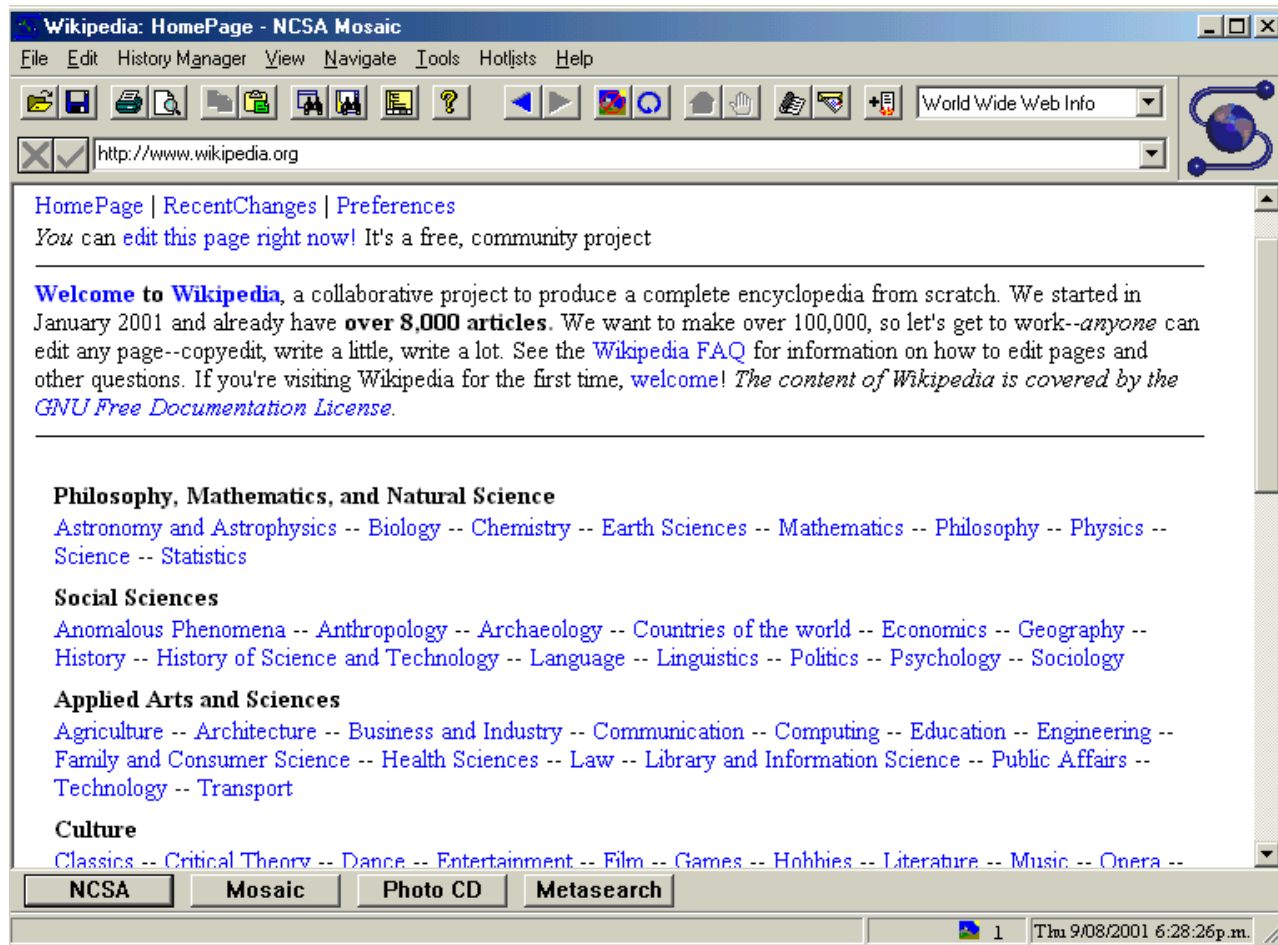 Wikipedia: HomePage - NCSA Mosaic
File Edit History Manager View Navigate Tools Hotlists Help
World Wide Web Info
http://www.wikipedia.org
HomePage | RecentChanges | Preferences
You can edit this page right now! It's a free, community project
Welcome to Wikipedia, a collaborative project to produce a complete encyclopedia from scratch. We started in
January 2001 and already have over 8,000 articles. We want to make over 100,000, so let's get to work--anyone can
edit any page--copyedit, write a little, write a lot. See the Wikipedia FAQ for information on how to edit pages and
other questions. If you're visiting Wikipedia for the first time, welcome! The content of Wikipedia is covered by the
GNU Free Documentation License.
Philosophy, Mathematics, and Natural Science
Astronomy and Astrophysics -- Biology -- Chemistry -- Earth Sciences -- Mathematics -- Philosophy -- Physics --
Science -- Statistics
Social Sciences
Anomalous Phenomena -- Anthropology -- Archaeology -- Countries of the world -- Economics -- Geography --
History -- History of Science and Technology -- Language -- Linguistics -- Politics -- Psychology -- Sociology
Applied Arts and Sciences
Agriculture -- Architecture -- Business and Industry -- Communication -- Computing -- Education -- Engineering --
Family and Consumer Science -- Health Sciences -- Law -- Library and Information Science -- Public Affairs --
Technology -- Transport
Culture
Classics -- Critical Theory -- Dance -- Entertainment -- Film -- Games -- Hobbies -- Literature -- Music -- Opera --
NCSA Mosaic Photo CD Metasearch
1 Thu 9/08/2001 6:28:26p.m.